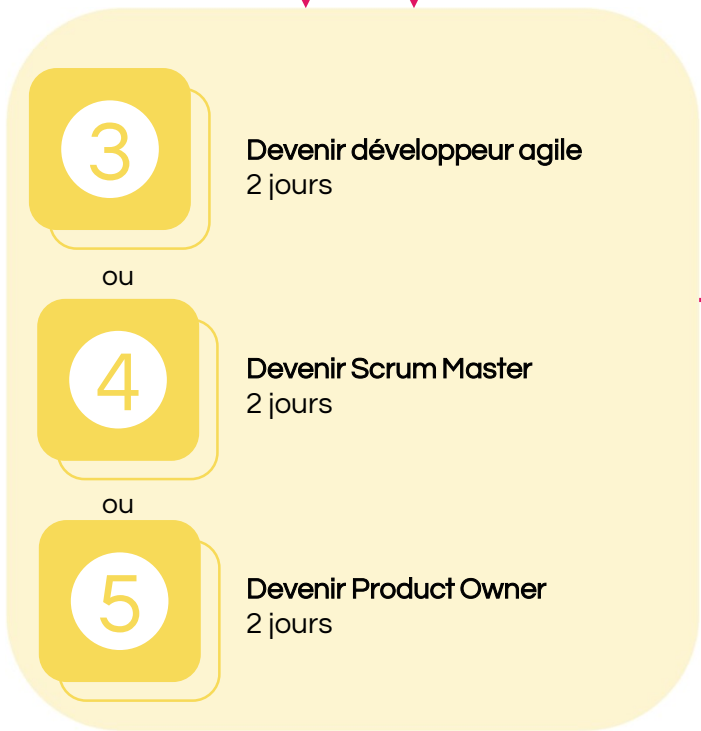 3
Devenir développeur agile
2 jours
ou
4
Devenir Scrum Master
2 jours
ou
5
Devenir Product Owner
2 jours